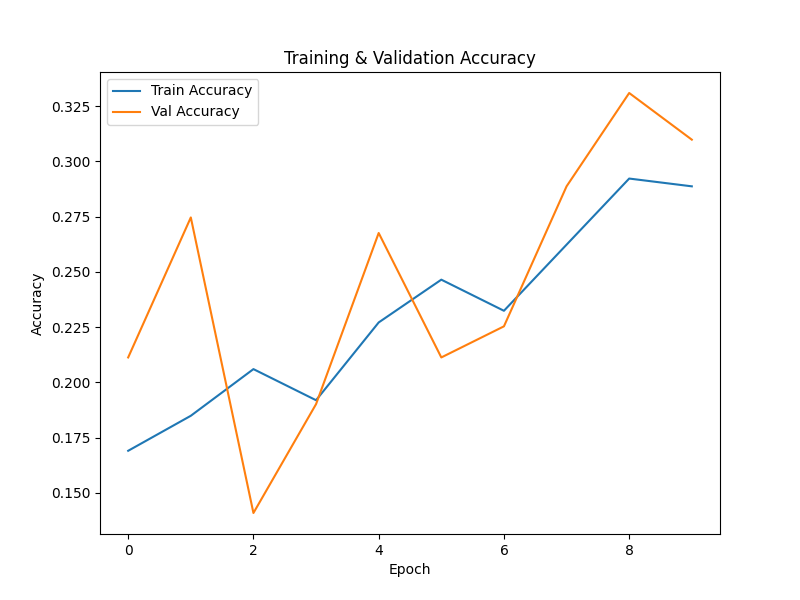 Training & Validation Accuracy
Train Accuracy
Val Accuracy
0.325
0.300
0.275
0.250
0.225
0.200
0.175
0.150
Accuracy
0 2 4 6 8
Epoch